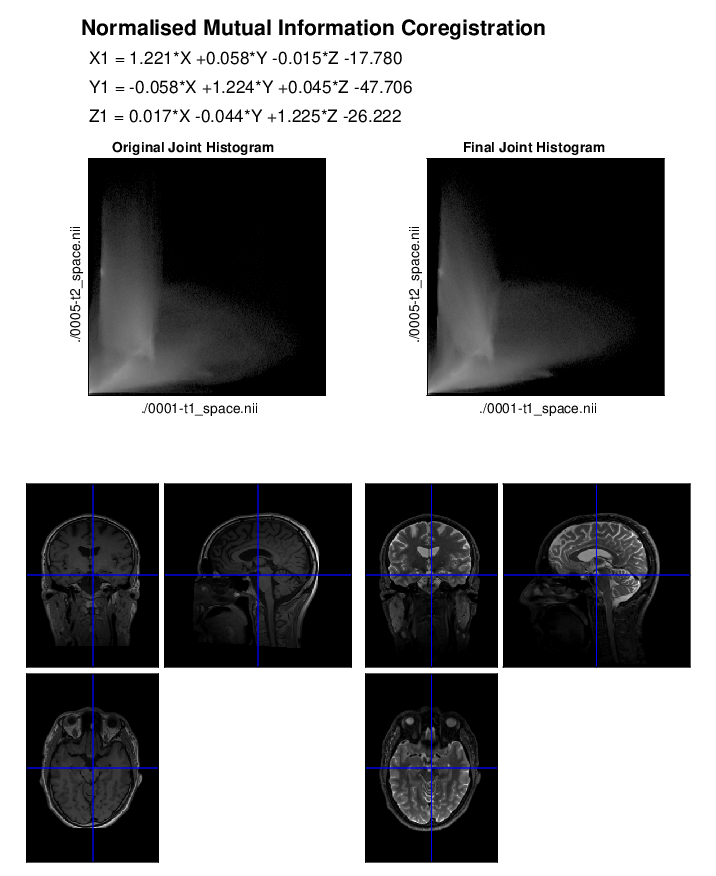 Normalised Mutual Information Coregistration
X1 = 1.221*X +0.058*Y -0.015*Z -17.780
Y1 = -0.058*X +1.224*Y +0.045*Z -47.706
Z1 = 0.017*X -0.044*Y +1.225*Z -26.222
Original Joint Histogram
./0005-t2_space.nii
./0001-t1_space.nii
Final Joint Histogram
./0005-t2_space.nii
./0001-t1_space.nii